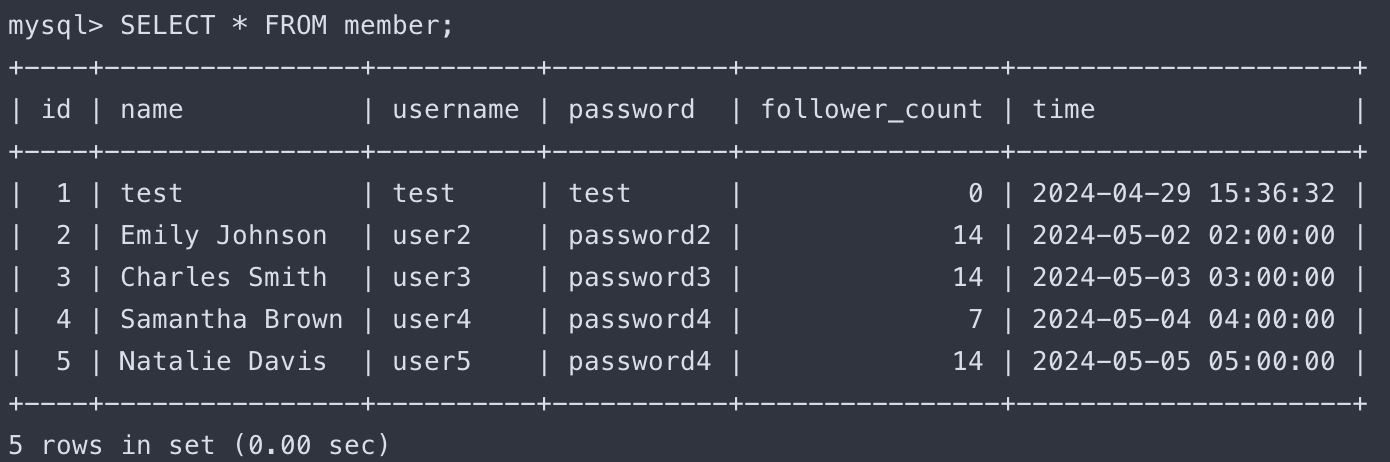 mysql> SELECT * FROM member;
+----+----------------+----------+-----------+----------------+---------------------+
| id | name           | username | password  | follower_count | time                |
+----+----------------+----------+-----------+----------------+---------------------+
|  1 | test           | test     | test      |              0 | 2024-04-29 15:36:32 |
|  2 | Emily Johnson  | user2    | password2 |             14 | 2024-05-02 02:00:00 |
|  3 | Charles Smith  | user3    | password3 |             14 | 2024-05-03 03:00:00 |
|  4 | Samantha Brown | user4    | password4 |              7 | 2024-05-04 04:00:00 |
|  5 | Natalie Davis  | user5    | password4 |             14 | 2024-05-05 05:00:00 |
+----+----------------+----------+-----------+----------------+---------------------+
5 rows in set (0.00 sec)